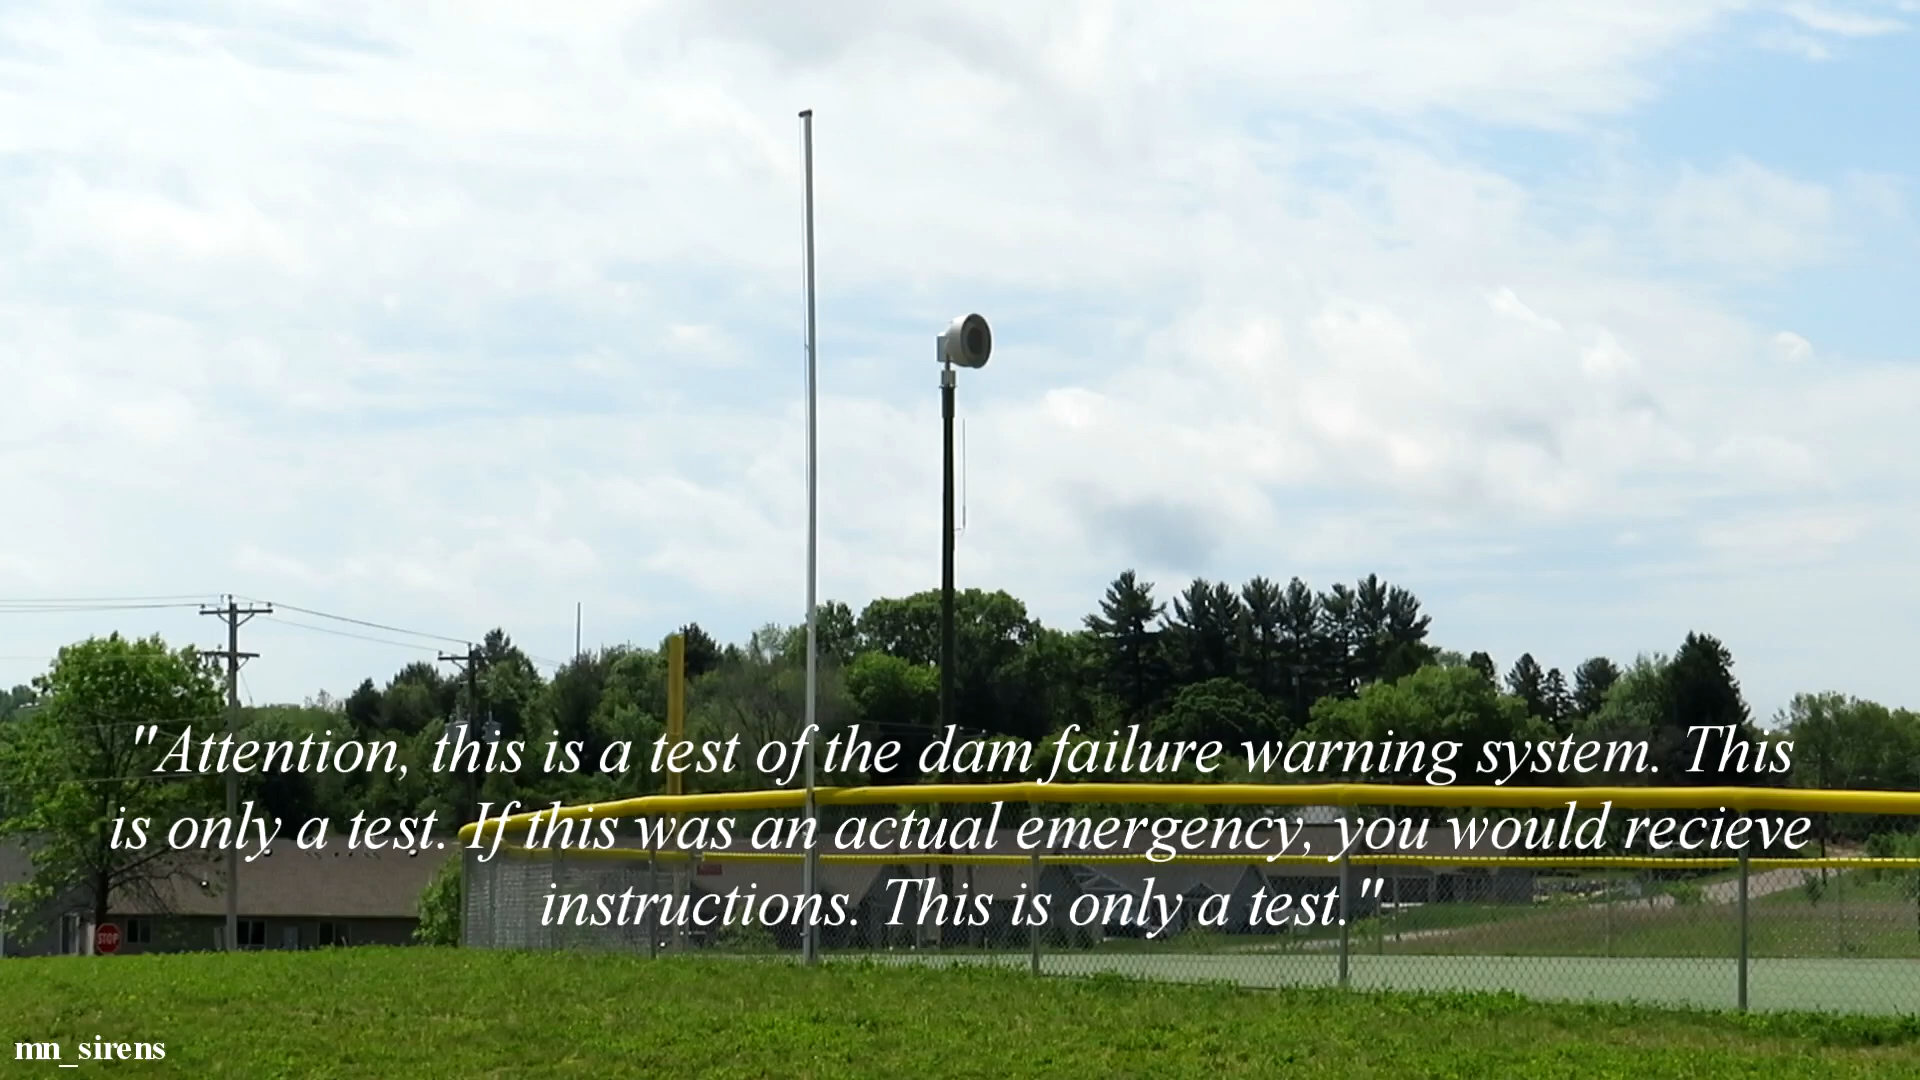 "Attention, this is a test of the dam failure warning system. This
is only a test. If this was an actual emergency, you would recieve
instructions. This is only a test."
STOP
mn_sirens